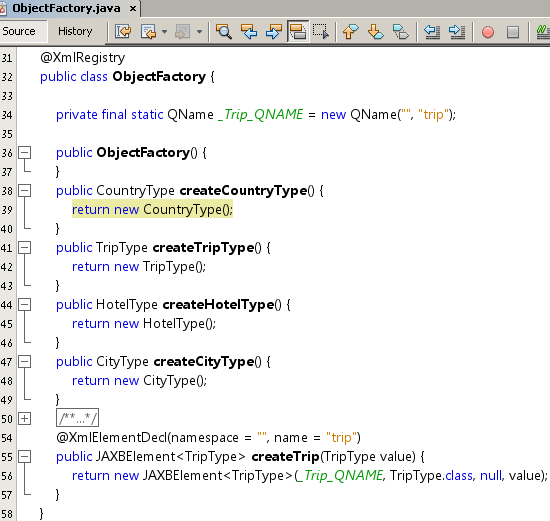 ObjectFactory.java ×
Source History
31 @XmlRegistry
32 public class ObjectFactory {
33
34 private final static QName _Trip_QNAME = new QName("", "trip");
35
36 public ObjectFactory() {
37 }
38 public CountryType createCountryType() {
39 return new CountryType();
40 }
41 public TripType createTripType() {
42 return new TripType();
43 }
44 public HotelType createHotelType() {
45 return new HotelType();
46 }
47 public CityType createCityType() {
48 return new CityType();
49 }
50 /**...*/
54 @XmlElementDecl(namespace = "", name = "trip")
55 public JAXBElement<TripType> createTrip(TripType value) {
56 return new JAXBElement<TripType>(_Trip_QNAME, TripType.class, null, value);
57 }
58 }